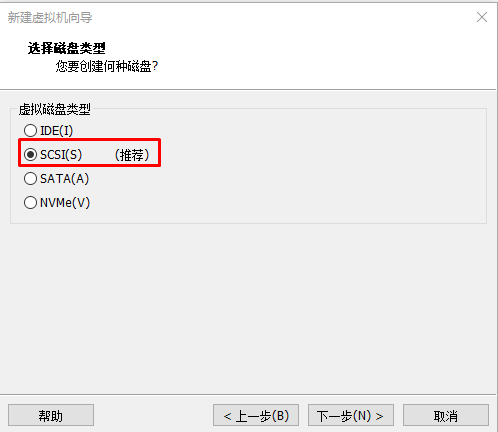 新建虚拟机向导
选择磁盘类型
您要创建何种磁盘?
虚拟磁盘类型
IDE(I)
SCSI(S) （推荐）
SATA(A)
NVMe(V)
帮助 < 上一步(B) 下一步(N) > 取消